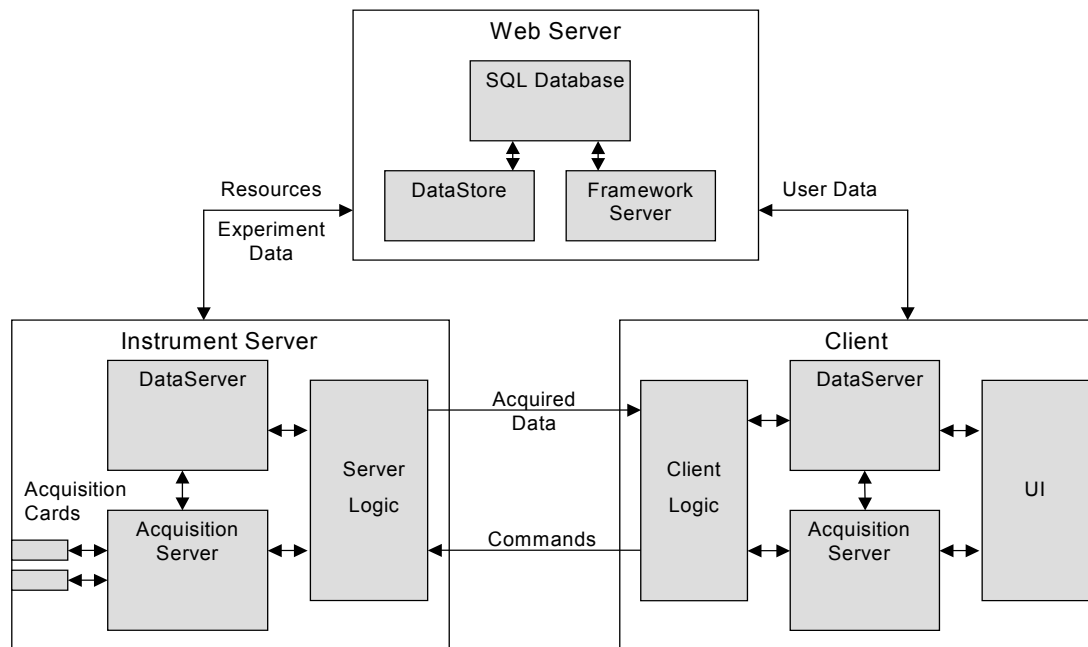 Web Server
SQL Database
DataStore
Framework
Server
Resources
Experiment
Data
User Data
Instrument Server
DataServer
Acquisition
Cards
Acquisition
Server
Server
Logic
Acquired
Data
Commands
Client
Client
Logic
DataServer
Acquisition
Server
UI